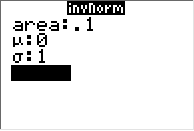 invNorm
area:.1
μ:0
σ:1